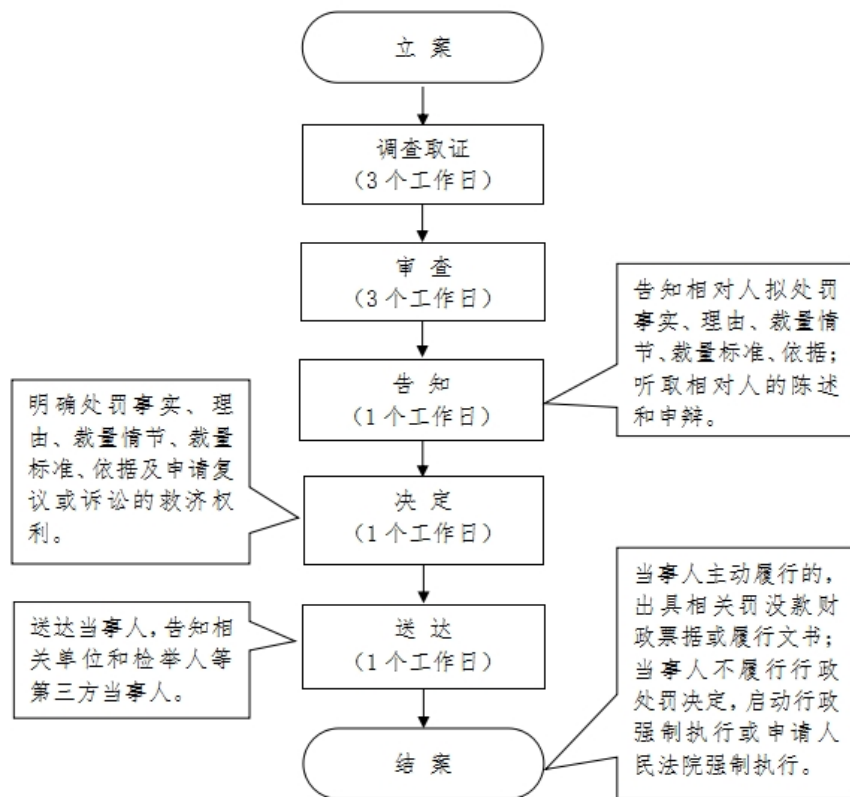 立 案
调查取证
（3 个工作日）
审 查
（3 个工作日）
告知相对人拟处罚
事实、理由、裁量情
节、裁量标准、依据；
听取相对人的陈述
和申辩。
告 知
（1 个工作日）
明确处罚事实、理
由、裁量情节、裁量
标准、依据及申请复
议或诉讼的救济权
利。
决 定
（1 个工作日）
送达当事人，告知相
关单位和检举人等
第三方当事人。
送 达
（1 个工作日）
当事人主动履行的，
出具相关罚没款财
政票据或履行文书；
当事人不履行行政
处罚决定，启动行政
强制执行或申请人
民法院强制执行。
结 案